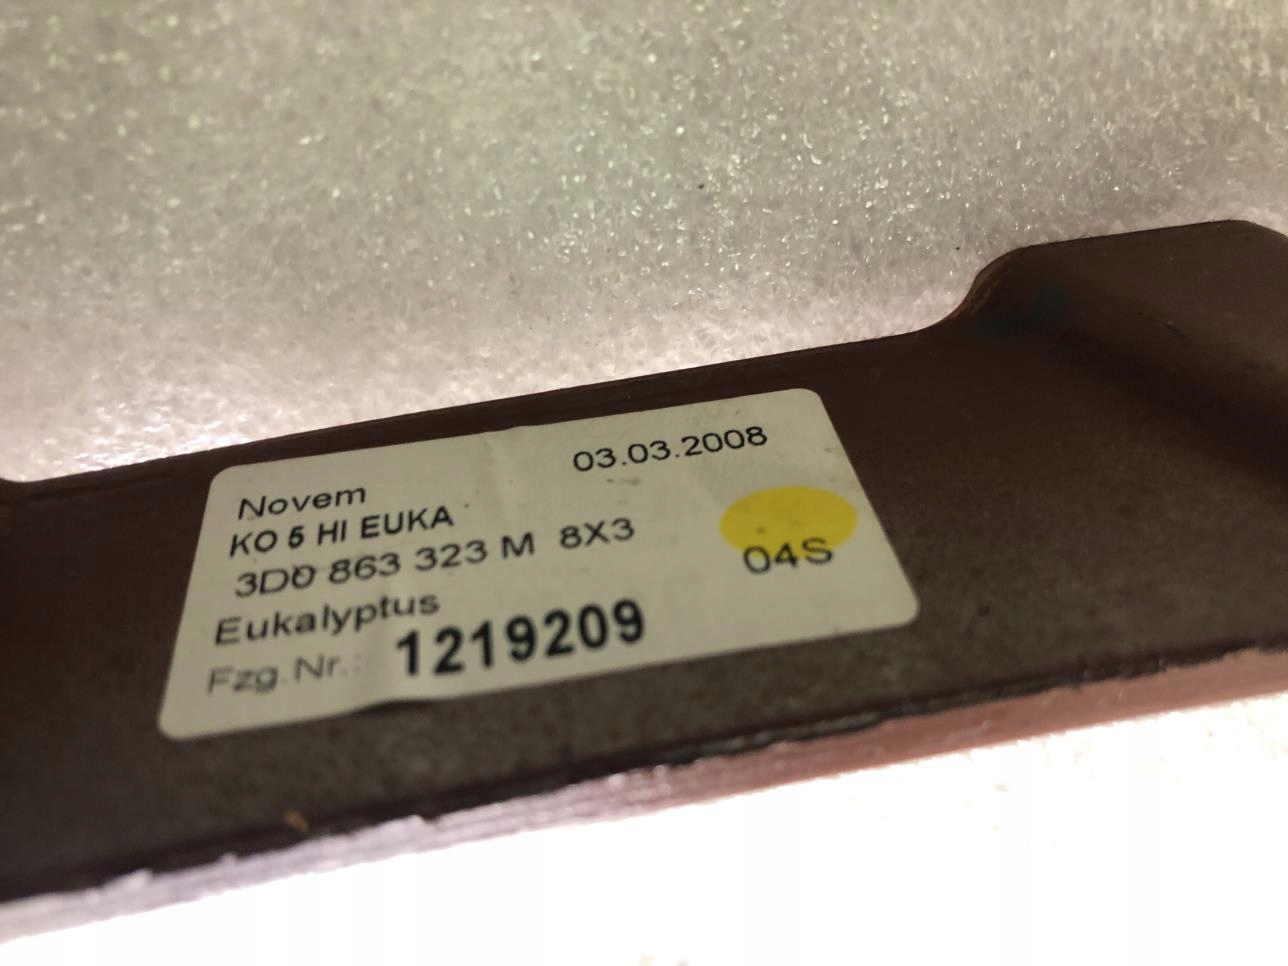 03.03.2008
Novem
KO 5 HI EUKA
3D0 863 323 M 8X3
04S
Eukalyptus
Fzg.Nr.: 1219209